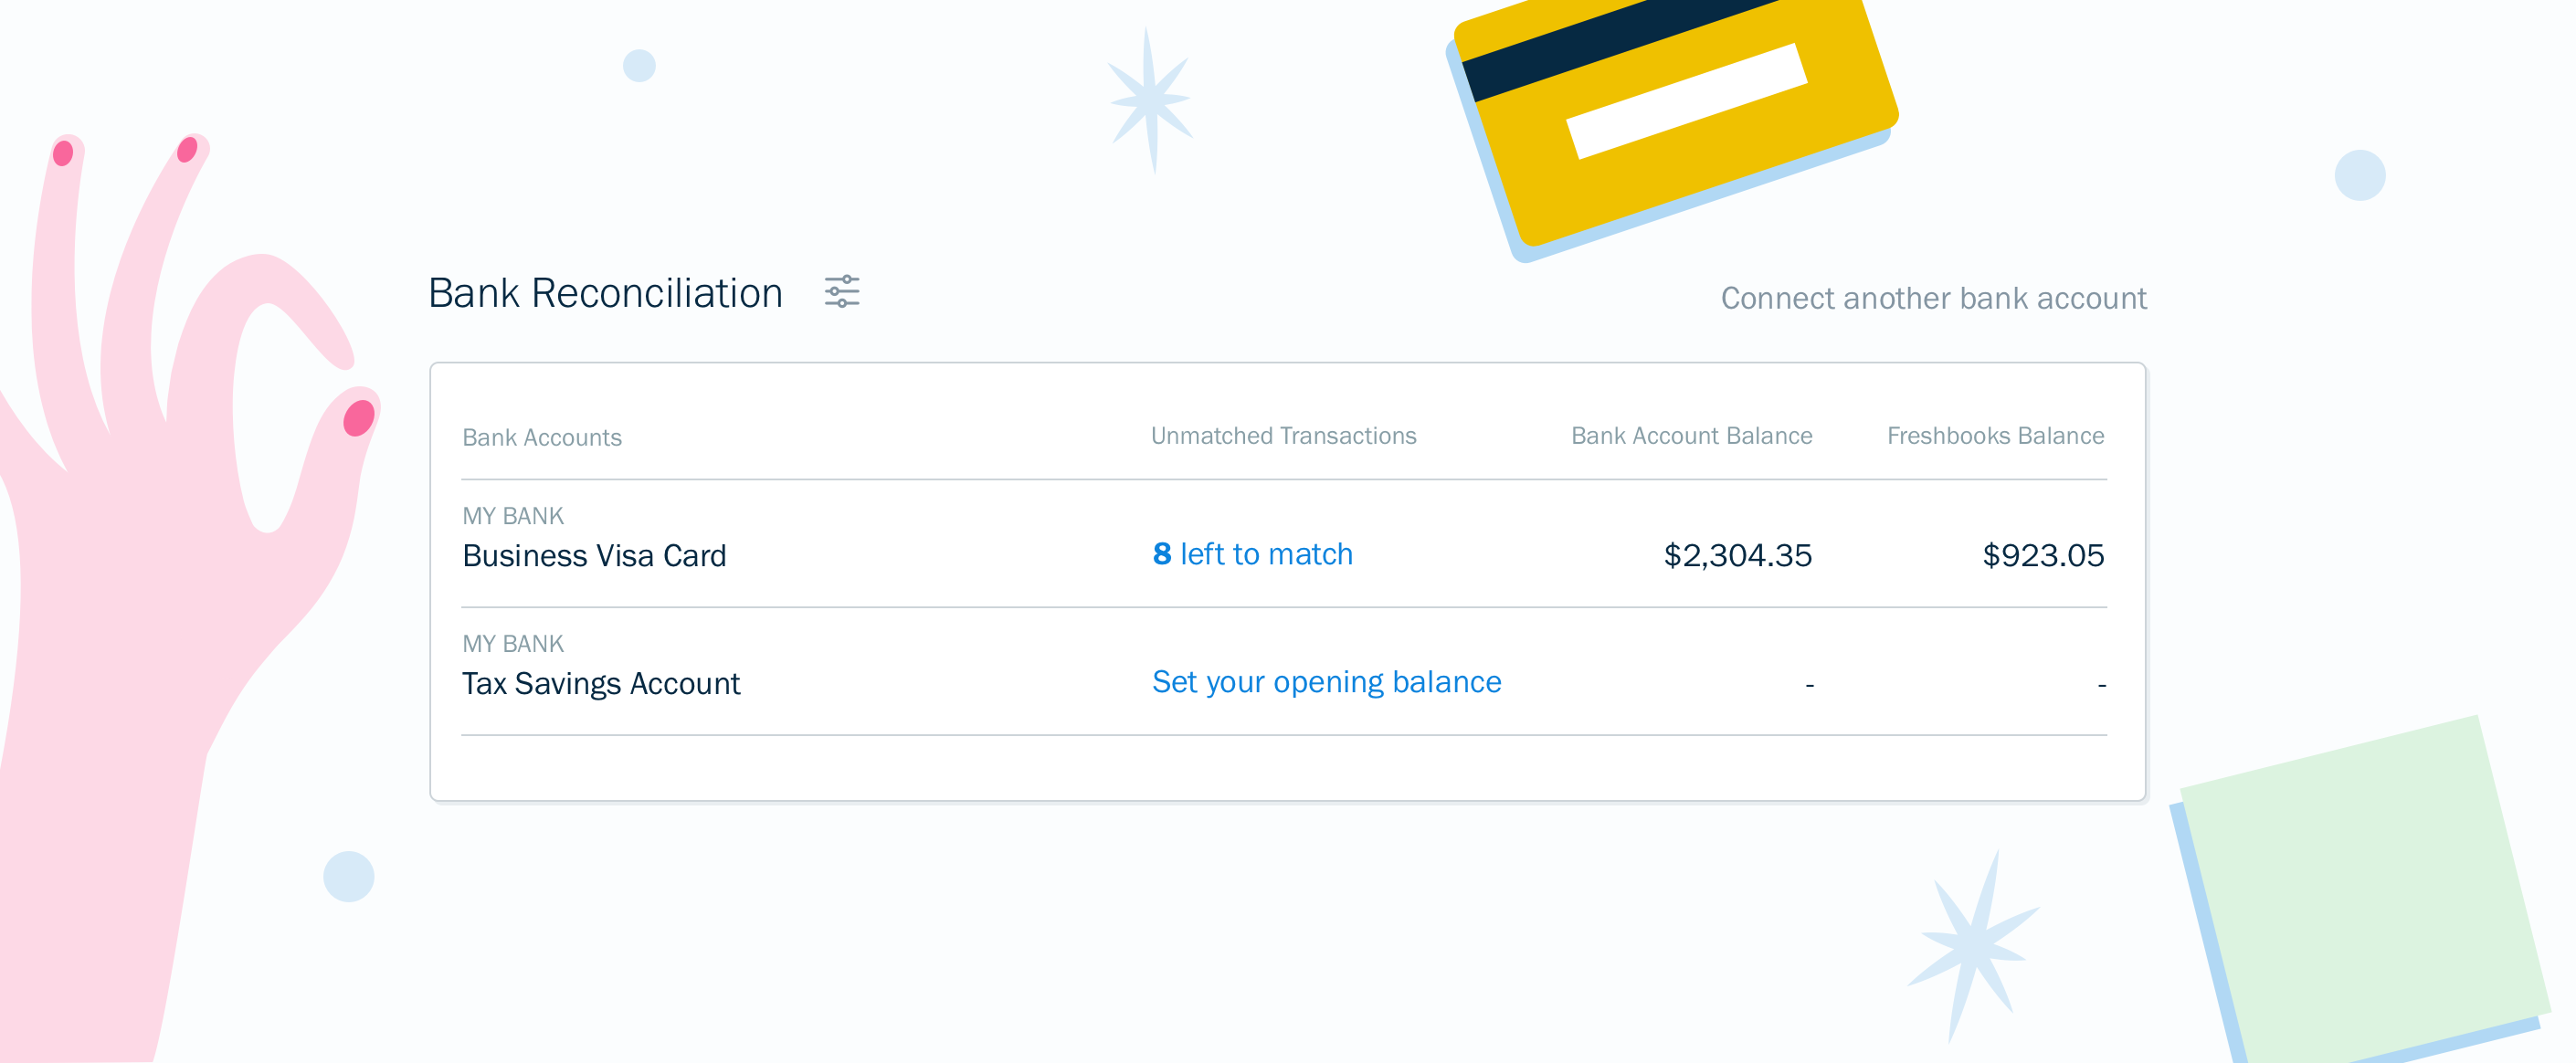 Bank Reconciliation
Connect another bank account
Bank Accounts Unmatched Transactions Bank Account Balance Freshbooks Balance
MY BANK
Business Visa Card 8 left to match $2,304.35 $923.05
MY BANK
Tax Savings Account Set your opening balance - -